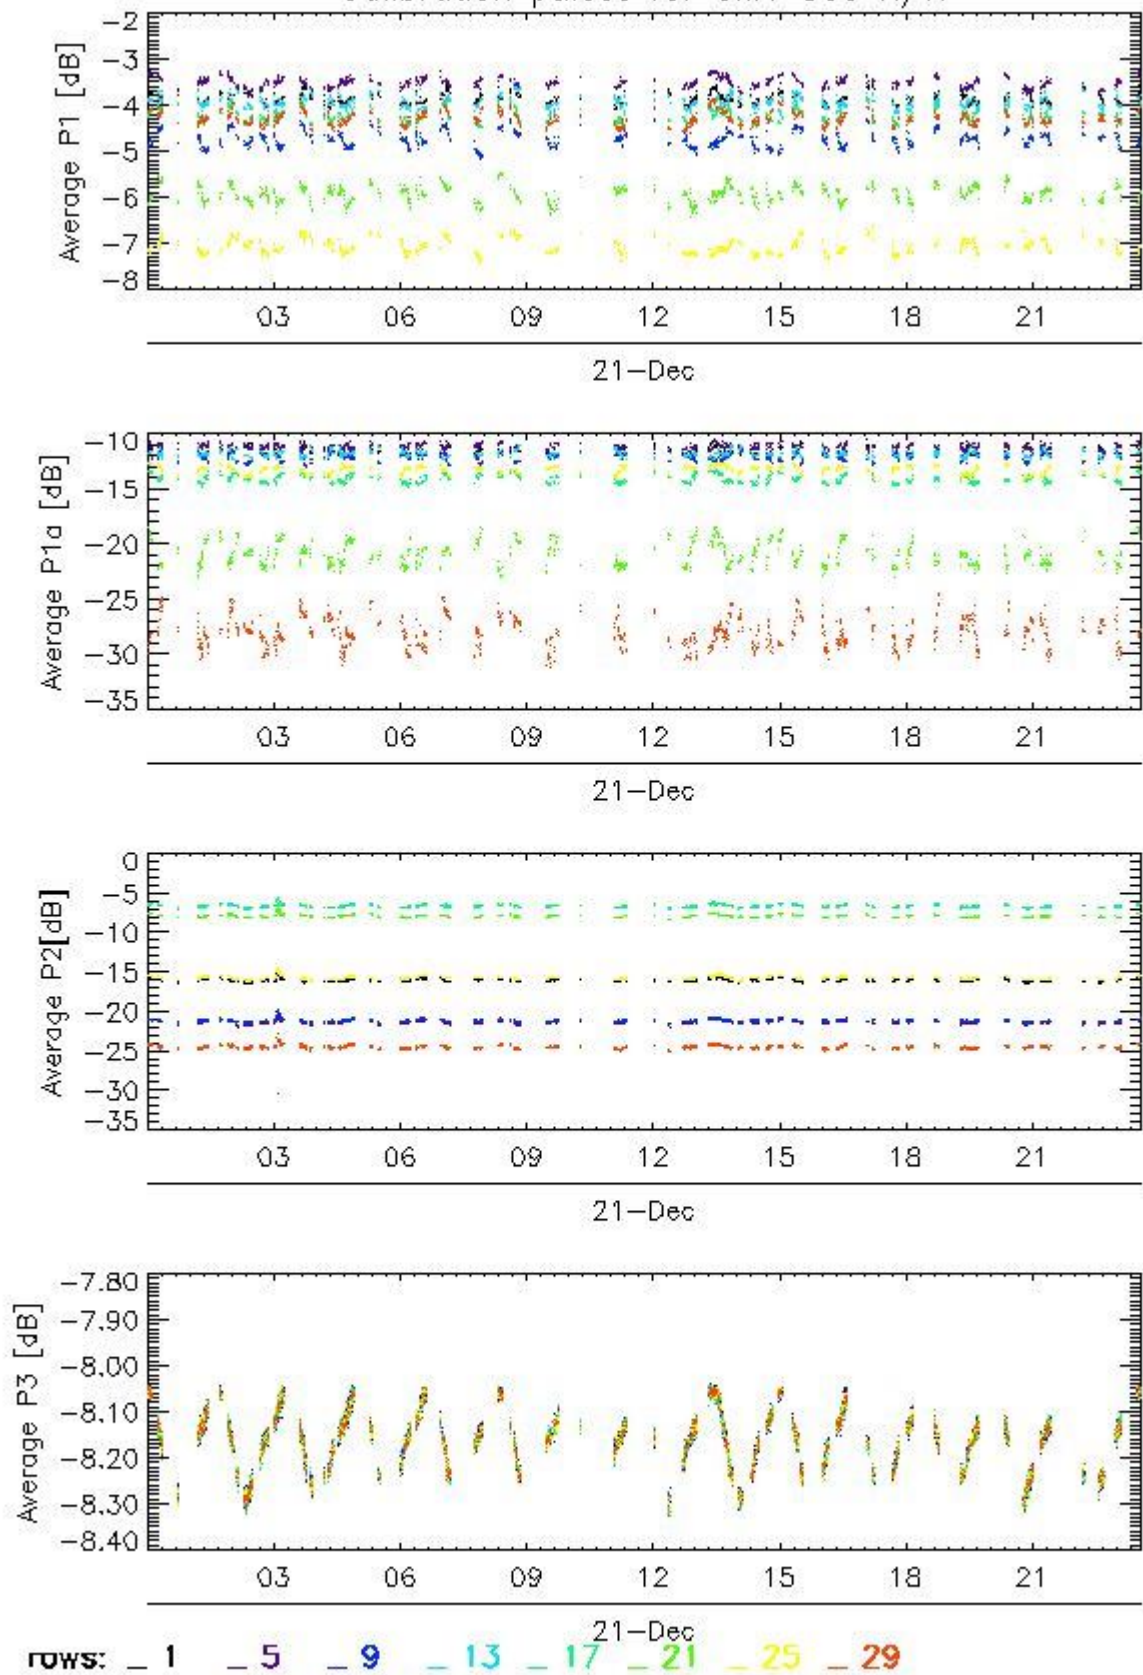 -2
-3
-4
-5
-6
-7
-8
Average P1 [dB]
03 06 09 12 15 18 21
21-Dec
-10
-15
-20
-25
-30
-35
Average P1a [dB]
03 06 09 12 15 18 21
21-Dec
0
-5
-10
-15
-20
-25
-30
-35
Average P2[dB]
03 06 09 12 15 18 21
21-Dec
-7.80
-7.90
-8.00
-8.10
-8.20
-8.30
-8.40
Average P3 [dB]
03 06 09 12 15 18 21
21-Dec
rows: _ 1 _ 5 _ 9 _ 13 _ 17 _ 21 _ 25 _ 29